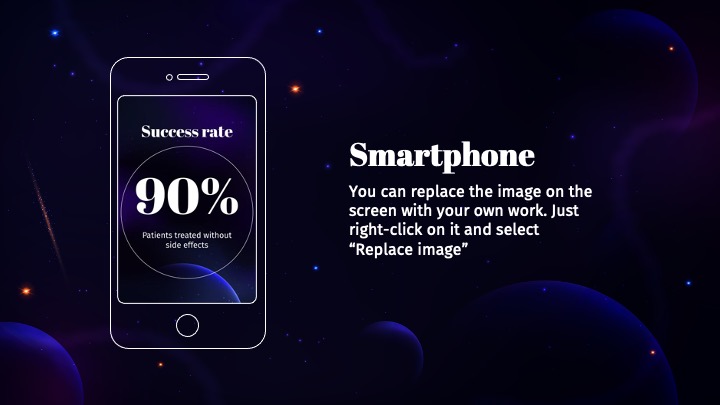 Success rate
90%
Patients treated without
side effects
Smartphone
You can replace the image on the
screen with your own work. Just
right-click on it and select
“Replace image”